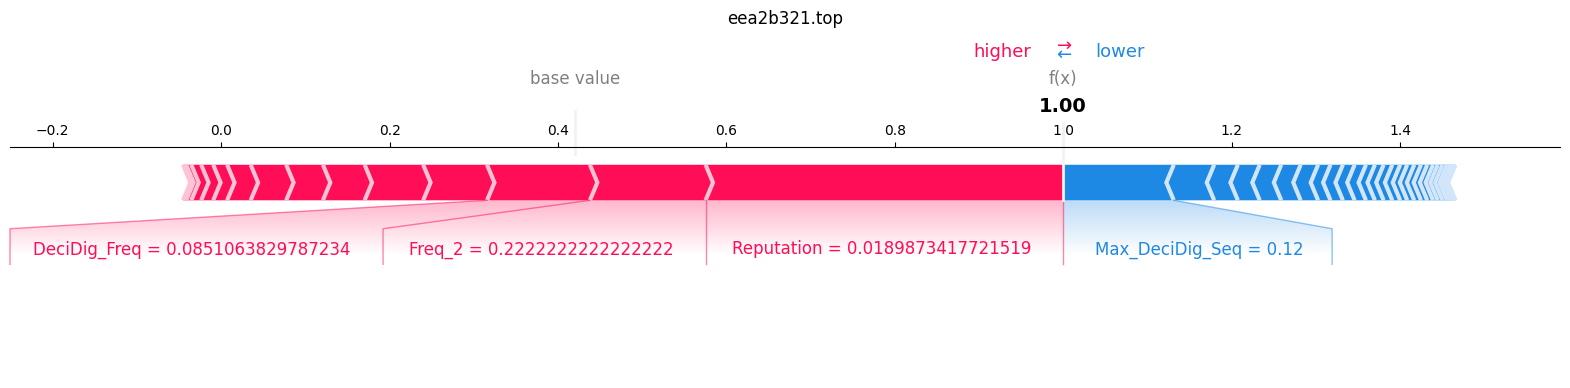 eea2b321.top
higher ⇄ lower
base value f(x)
1.00
−0.2 0.0 0.2 0.4 0.6 0.8 1.0 1.2 1.4
DeciDig_Freq = 0.0851063829787234 Freq_2 = 0.2222222222222222 Reputation = 0.0189873417721519 Max_DeciDig_Seq = 0.12